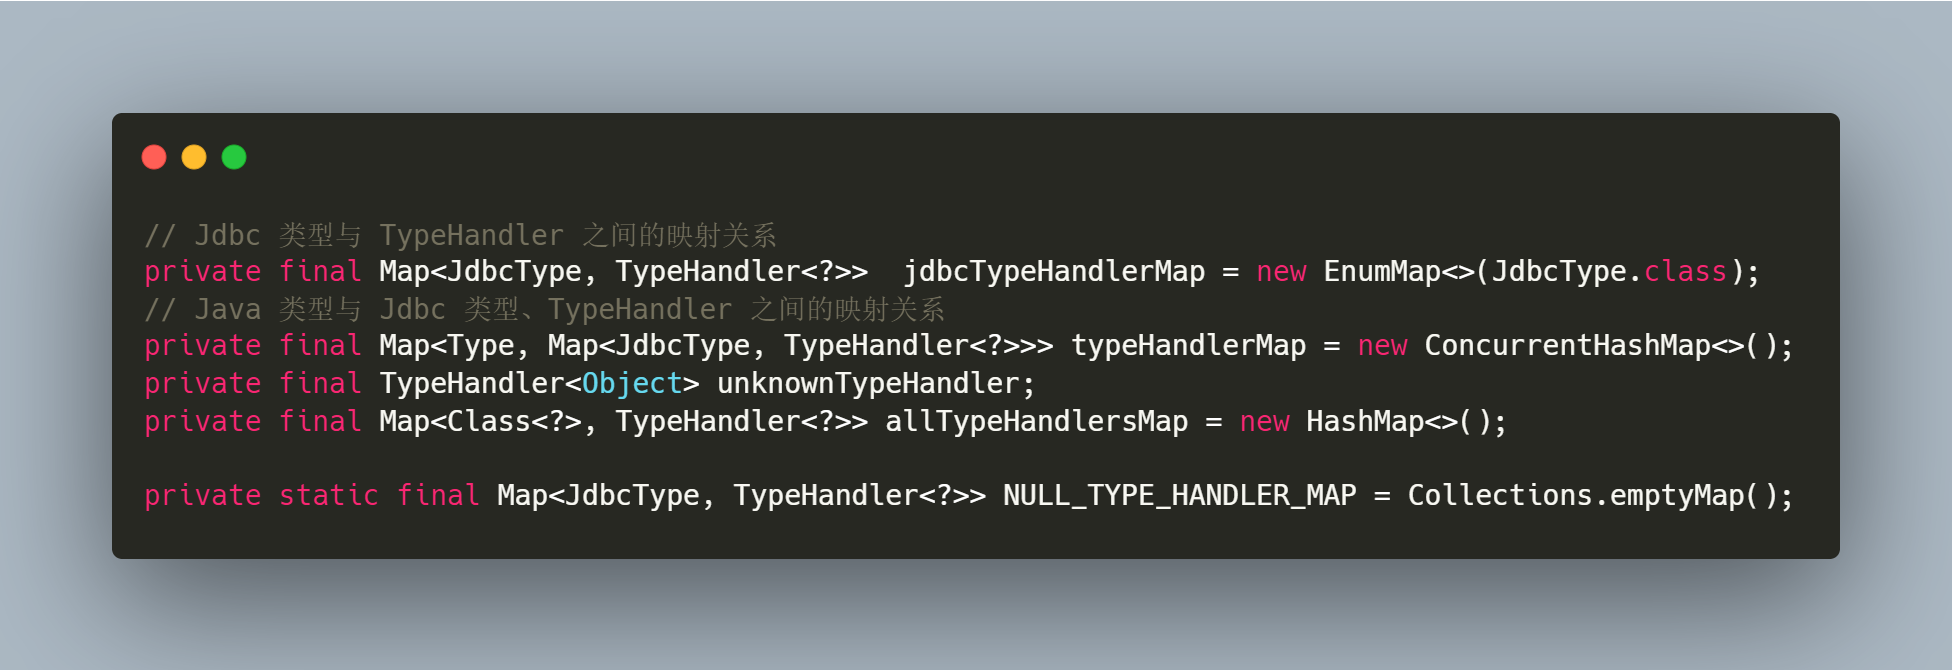 // Jdbc 类型与 TypeHandler 之间的映射关系
private final Map<JdbcType, TypeHandler<?>>  jdbcTypeHandlerMap = new EnumMap<>(JdbcType.class);
// Java 类型与 Jdbc 类型、TypeHandler 之间的映射关系
private final Map<Type, Map<JdbcType, TypeHandler<?>>> typeHandlerMap = new ConcurrentHashMap<>();
private final TypeHandler<Object> unknownTypeHandler;
private final Map<Class<?>, TypeHandler<?>> allTypeHandlersMap = new HashMap<>();
private static final Map<JdbcType, TypeHandler<?>> NULL_TYPE_HANDLER_MAP = Collections.emptyMap();